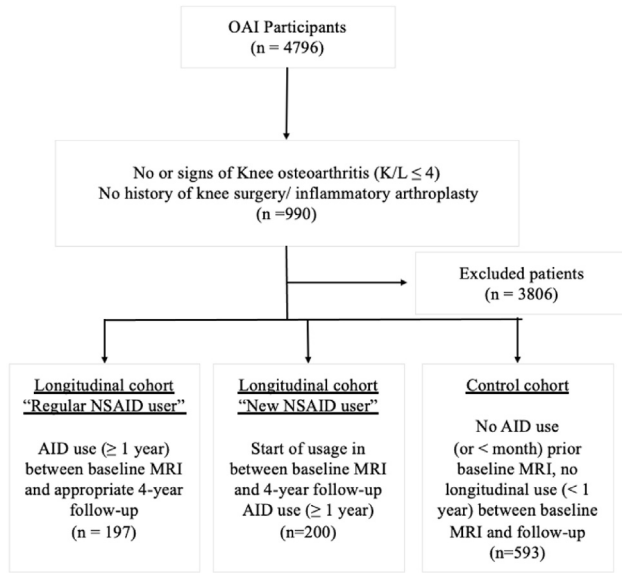 OAI Participants
(n = 4796)
No or signs of Knee osteoarthritis (K/L ≤ 4)
No history of knee surgery/ inflammatory arthroplasty
(n =990)
Excluded patients
(n = 3806)
Longitudinal cohort
“Regular NSAID user”
AID use (≥ 1 year)
between baseline MRI
and appropriate 4-year
follow-up
(n = 197)
Longitudinal cohort
“New NSAID user”
Start of usage in
between baseline MRI
and 4-year follow-up
AID use (≥ 1 year)
(n=200)
Control cohort
No AID use
(or < month) prior
baseline MRI, no
longitudinal use (< 1
year) between baseline
MRI and follow-up
(n=593)